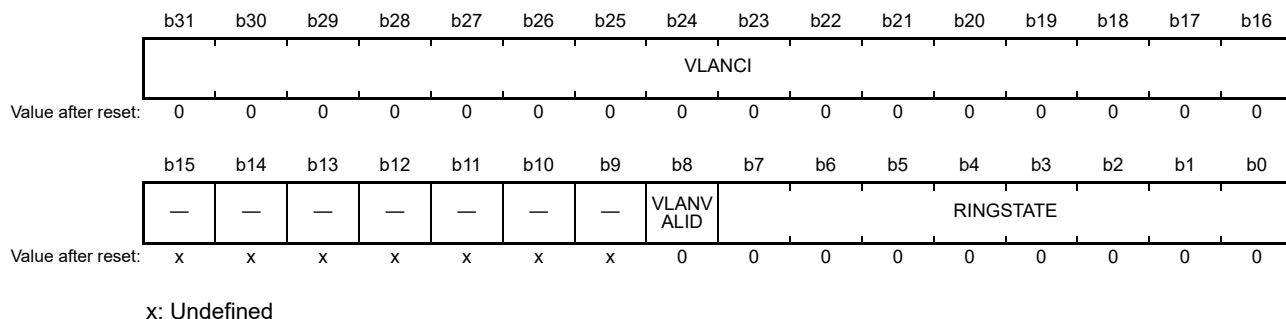 b31 b30 b29 b28 b27 b26 b25 b24 b23 b22 b21 b20 b19 b18 b17 b16
VLANCI
Value after reset: 0 0 0 0 0 0 0 0 0 0 0 0 0 0 0 0
b15 b14 b13 b12 b11 b10 b9 b8 b7 b6 b5 b4 b3 b2 b1 b0
— — — — — — — VLANV
ALID RINGSTATE
Value after reset: x x x x x x x 0 0 0 0 0 0 0 0 0
x: Undefined